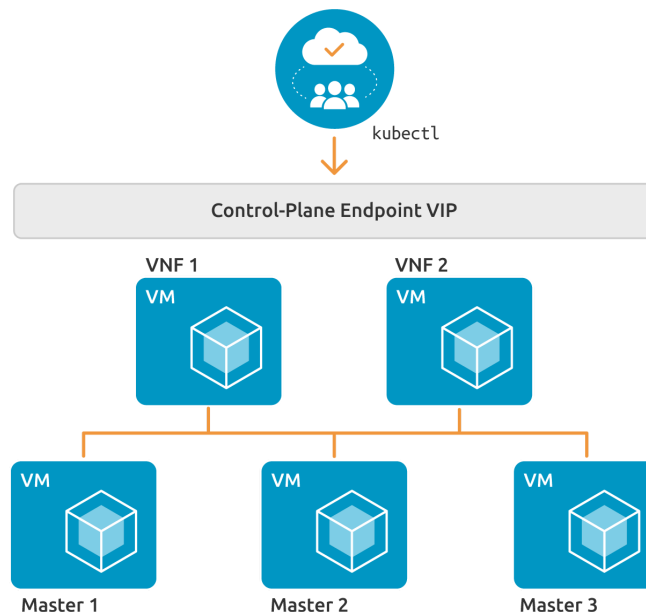 kubectl
Control-Plane Endpoint VIP
VNF 1
VNF 2
VM
VM
VM
VM
VM
Master 1
Master 2
Master 3